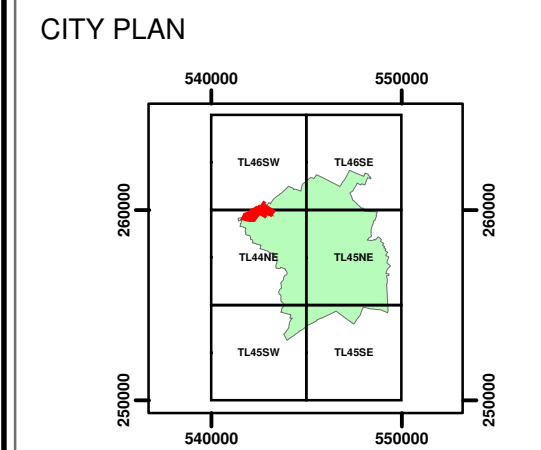 CITY PLAN
540000 550000
TL46SW TL46SE
260000 260000
TL44NE TL45NE
TL45SW TL45SE
250000 250000
540000 550000